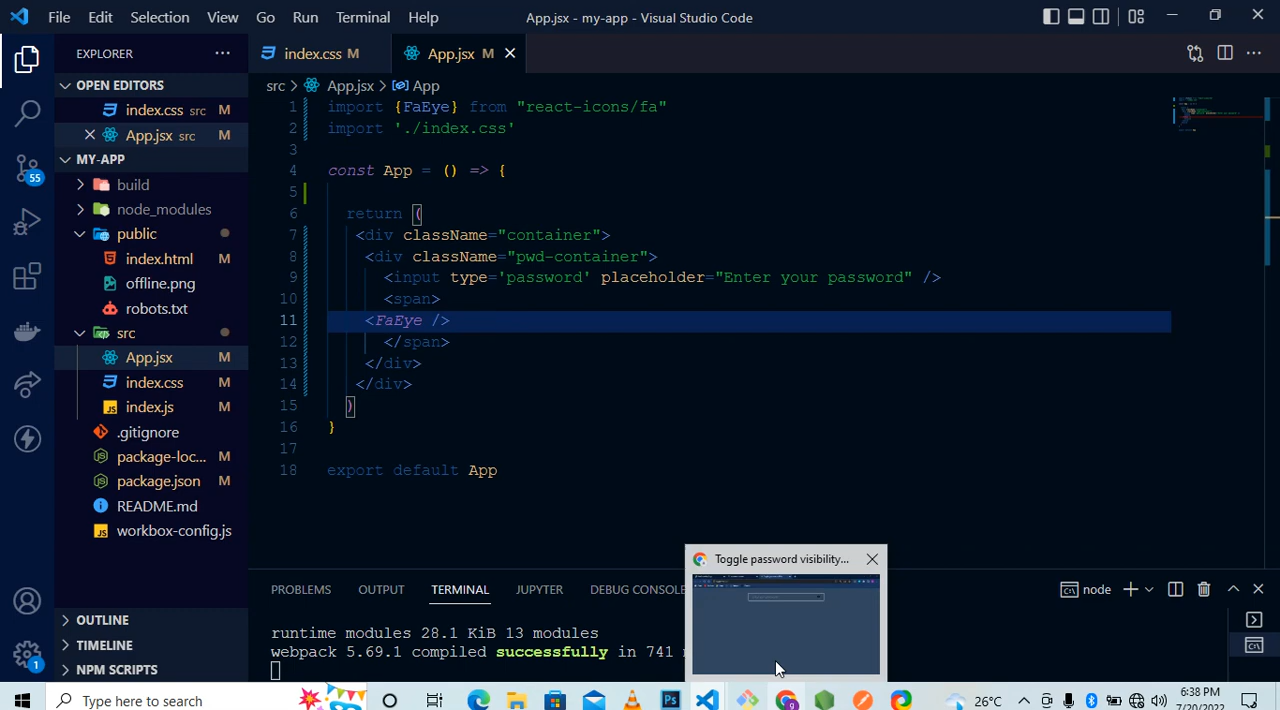 File Edit Selection View Go Run Terminal Help App.jsx - my-app - Visual Studio Code
EXPLORER
index.css M
App.jsx M
OPEN EDITORS
index.css src M
App.jsx src M
MY-APP
build
node_modules
public
index.html M
offline.png
robots.txt
src
App.jsx M
index.css M
index.js M
.gitignore
package-loc... M
package.json M
README.md
workbox-config.js
OUTLINE
TIMELINE
NPM SCRIPTS
55
1
src App.jsx App
1 import {FaEye} from "react-icons/fa"
2 import './index.css'
3
4 const App = () => {
5
6 return (
7 <div className="container">
8 <div className="pwd-container">
9 <input type='password' placeholder="Enter your password" />
10 <span>
11 <FaEye />
12 </span>
13 </div>
14 </div>
15 )
16 }
17
18 export default App
Toggle password visibility...
PROBLEMS OUTPUT TERMINAL JUPYTER DEBUG CONSOLE
node
runtime modules 28.1 KiB 13 modules
webpack 5.69.1 compiled successfully in 741
Type here to search
26°C
6:38 PM
7/20/2022